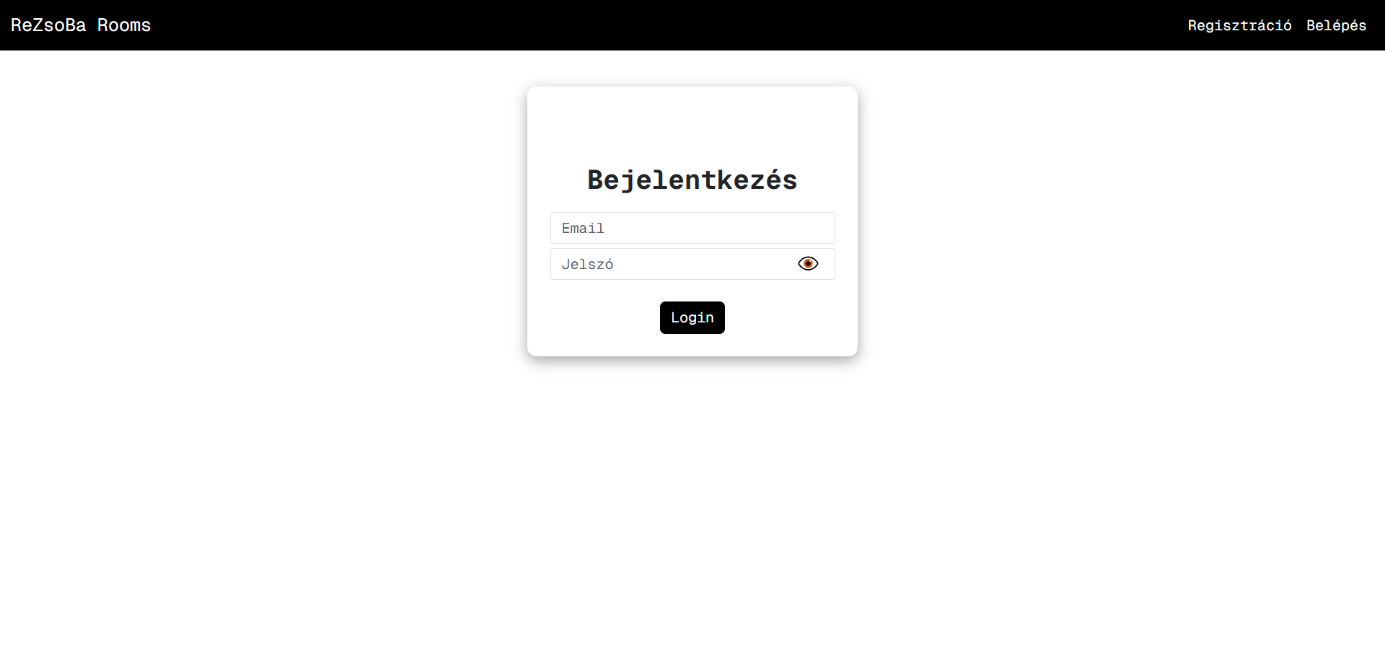 ReZsoBa Rooms
Regisztráció Belépés
Bejelentkezés
Email
Jelszó
Login